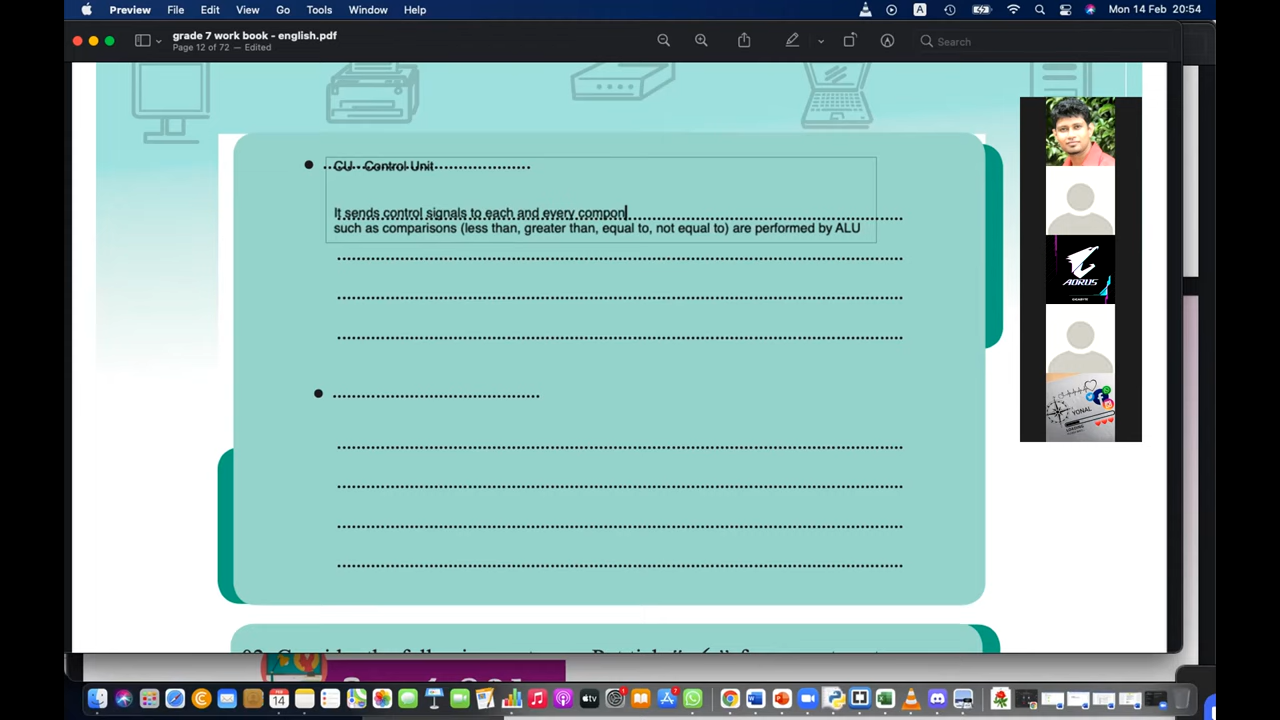 Preview File Edit View Go Tools Window Help A Mon 14 Feb 20:54
grade 7 work book - english.pdf
Page 12 of 72 — Edited
Search
CU - Control Unit
It sends control signals to each and every compon
such as comparisons (less than, greater than, equal to, not equal to) are performed by ALU
AORUS
YONAL
LOADING